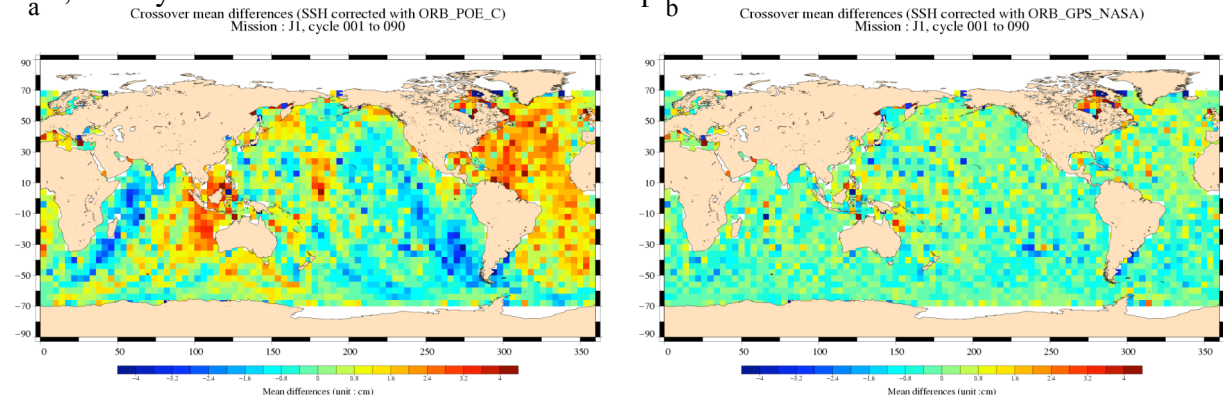 a
Crossover mean differences (SSH corrected with ORB_POE_C)
Mission : J1, cycle 001 to 090
90
70
50
30
10
−10
−30
−50
−70
−90
0 50 100 150 200 250 300 350
−4 −3.2 −2.4 −1.6 −0.8 0 0.8 1.6 2.4 3.2 4
Mean differences (unit : cm)
b
Crossover mean differences (SSH corrected with ORB_GPS_NASA)
Mission : J1, cycle 001 to 090
90
70
50
30
10
−10
−30
−50
−70
−90
0 50 100 150 200 250 300 350
−4 −3.2 −2.4 −1.6 −0.8 0 0.8 1.6 2.4 3.2 4
Mean differences (unit :cm)